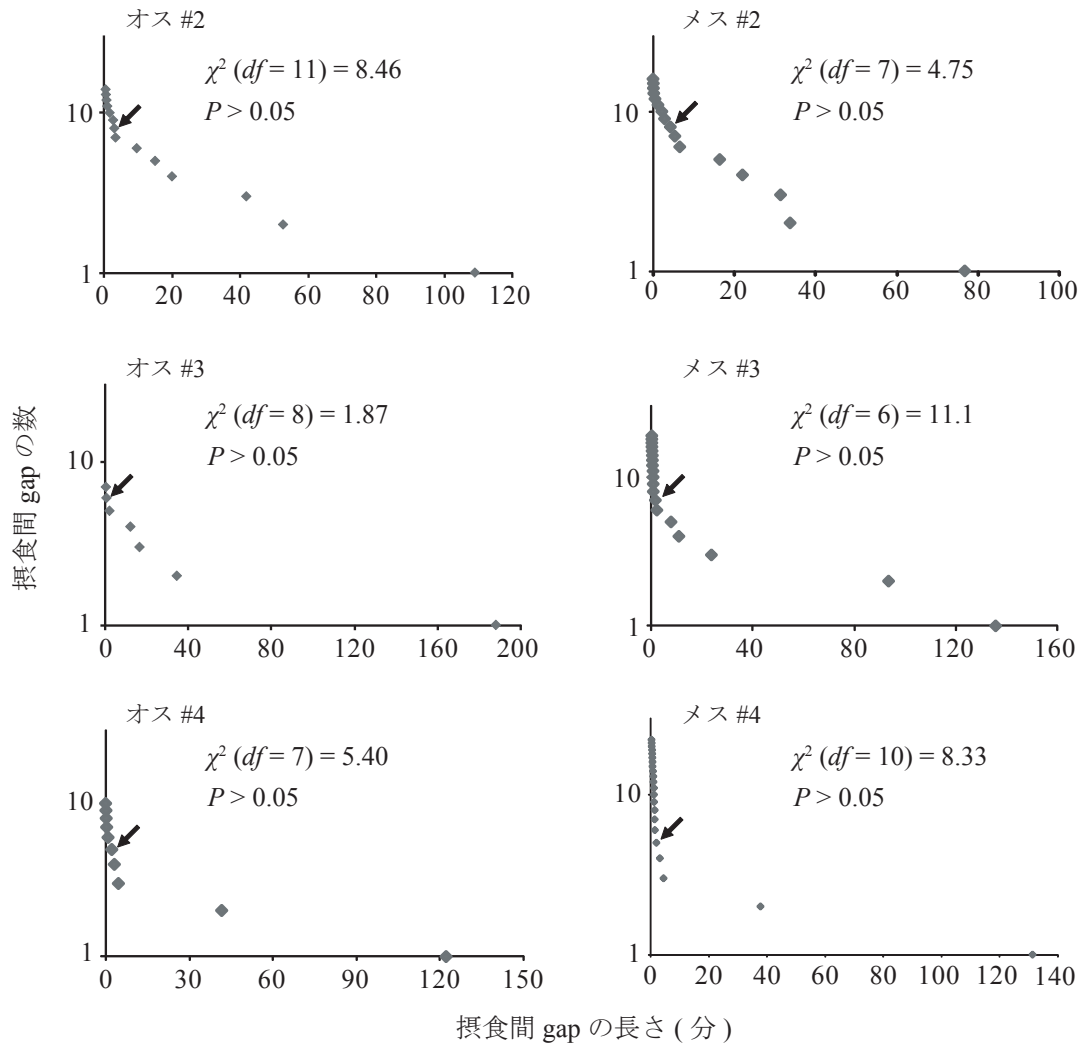 オス #2
χ² (df = 11) = 8.46
P > 0.05
10
1
0 20 40 60 80 100 120
メス #2
χ² (df = 7) = 4.75
P > 0.05
10
1
0 20 40 60 80 100
オス #3
χ² (df = 8) = 1.87
P > 0.05
10
1
0 40 80 120 160 200
メス #3
χ² (df = 6) = 11.1
P > 0.05
10
1
0 40 80 120 160
オス #4
χ² (df = 7) = 5.40
P > 0.05
10
1
0 30 60 90 120 150
メス #4
χ² (df = 10) = 8.33
P > 0.05
10
1
0 20 40 60 80 100 120 140
摂食間 gap の数
摂食間 gap の長さ ( 分 )